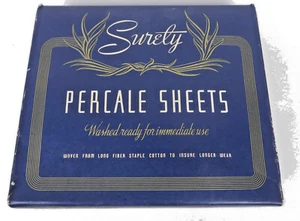 Surety
PERCALE SHEETS
Washed ready for immediate use
WOVEN FROM LONG FIBER STAPLE COTTON TO INSURE LONGER WEAR